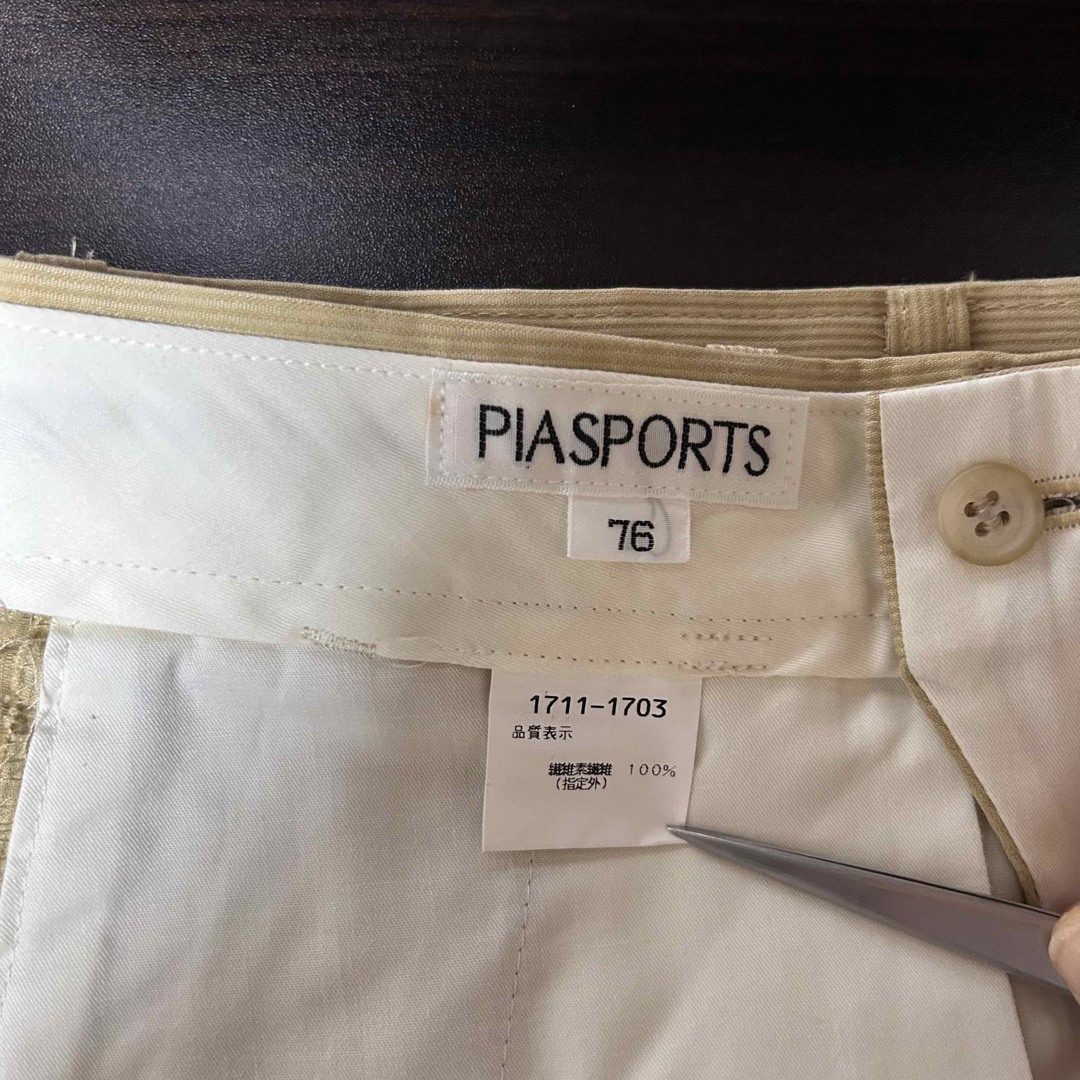 PIASPORTS
76
1711-1703
品質表示
繊維素繊維 100%
(指定外)